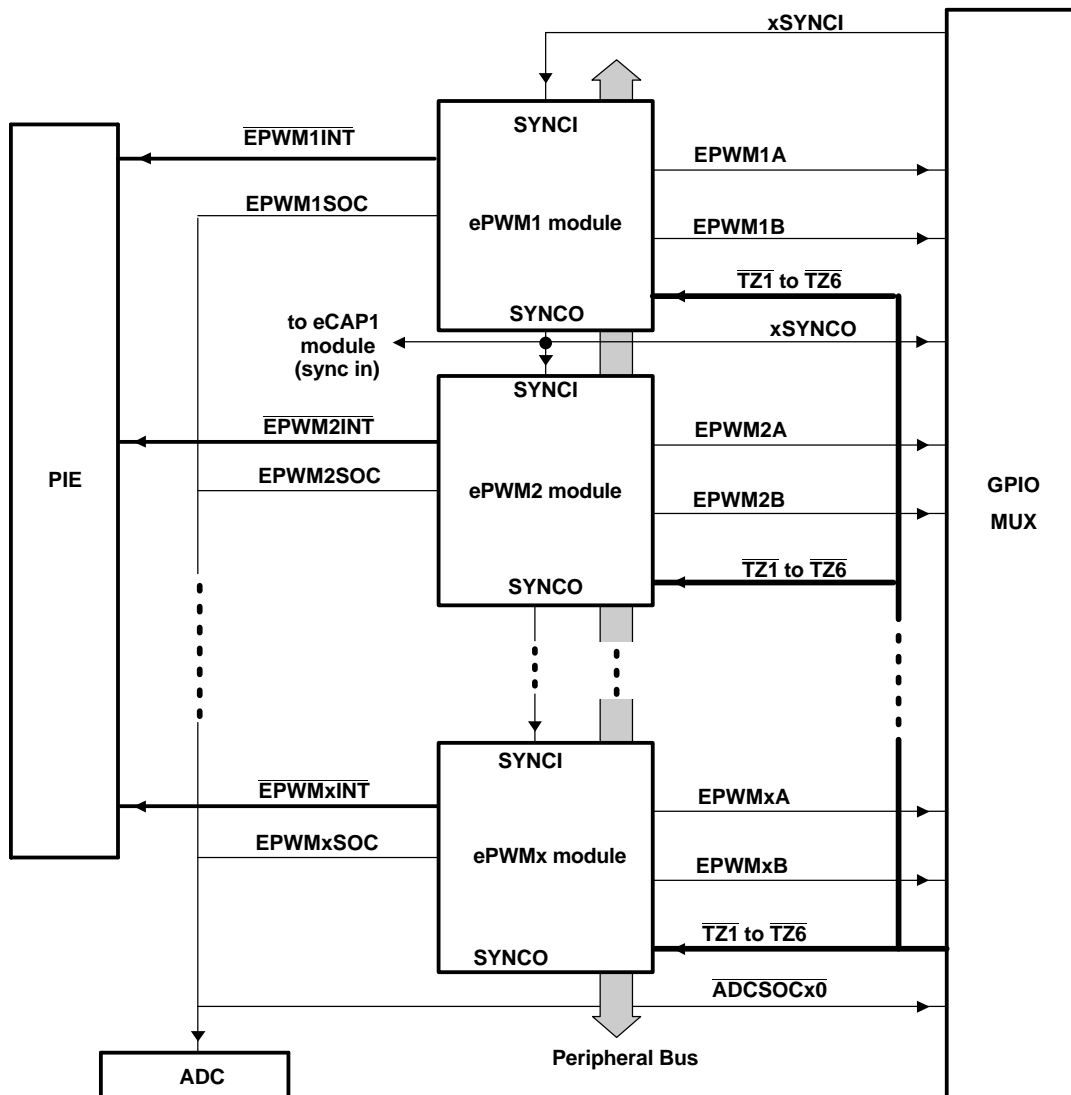 xSYNCI
SYNCI
EPWM1INT
EPWM1A
EPWM1SOC
ePWM1 module
EPWM1B
TZ1 to TZ6
SYNCO
to eCAP1
module
(sync in)
xSYNCO
SYNCI
EPWM2INT
EPWM2A
PIE
EPWM2SOC
ePWM2 module
EPWM2B
GPIO
MUX
TZ1 to TZ6
SYNCO
SYNCI
EPWMxINT
EPWMxA
EPWMxSOC
ePWMx module
EPWMxB
TZ1 to TZ6
SYNCO
ADCSOCx0
Peripheral Bus
ADC